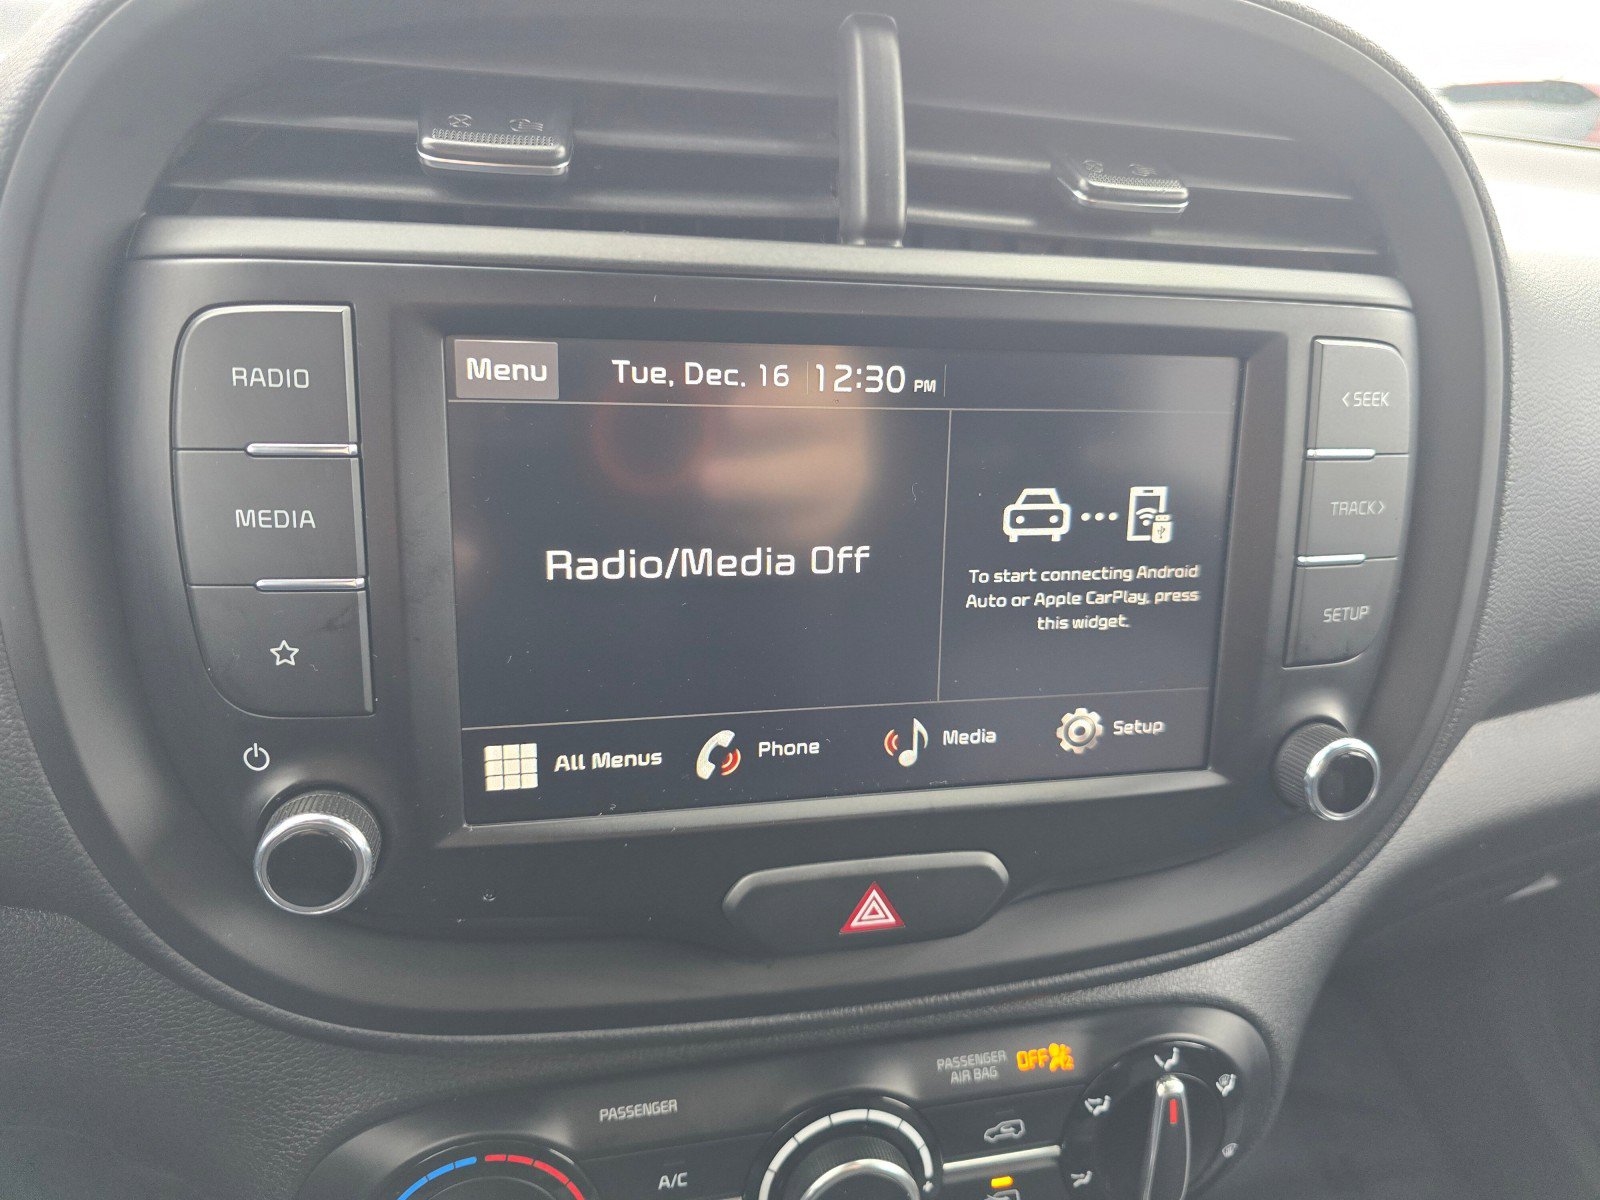 RADIO
MEDIA
Menu
Tue, Dec. 16
12:30 PM
Radio/Media Off
To start connecting Android
Auto or Apple CarPlay, press
this widget.
All Menus
Phone
Media
Setup
< SEEK
TRACK >
SETUP
PASSENGER
AIR BAG
OFF
PASSENGER
A/C